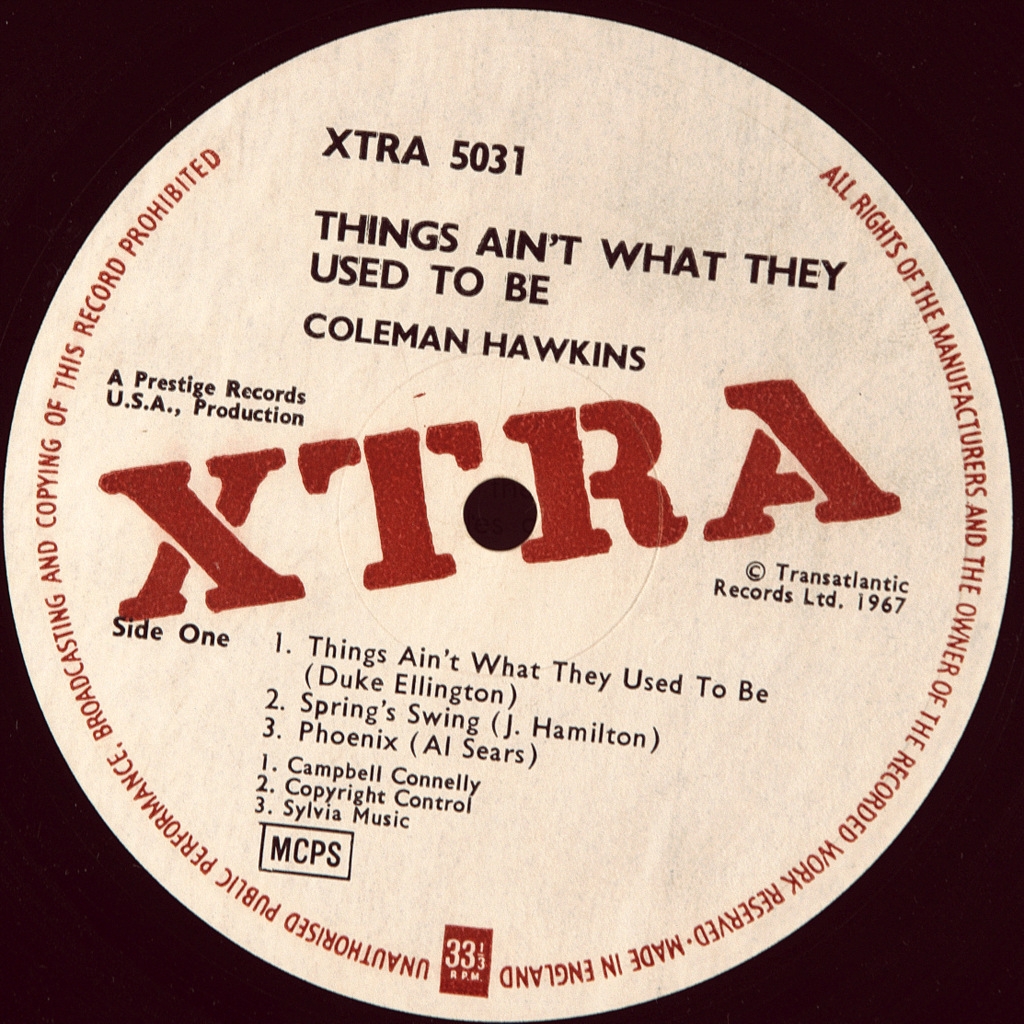 XTRA 5031
THINGS AIN'T WHAT THEY
USED TO BE
COLEMAN HAWKINS
A Prestige Records
U.S.A., Production
XTRA
© Transatlantic
Records Ltd. 1967
Side One
1. Things Ain't What They Used To Be
(Duke Ellington)
2. Spring's Swing (J. Hamilton)
3. Phoenix (Al Sears)
1. Campbell Connelly
2. Copyright Control
3. Sylvia Music
MCPS
33⅓
R.P.M.
UNAUTHORISED PUBLIC PERFORMANCE, BROADCASTING AND COPYING OF THIS RECORD PROHIBITED
ALL RIGHTS OF THE MANUFACTURERS AND THE OWNER OF THE RECORDED WORK RESERVED·MADE IN ENGLAND